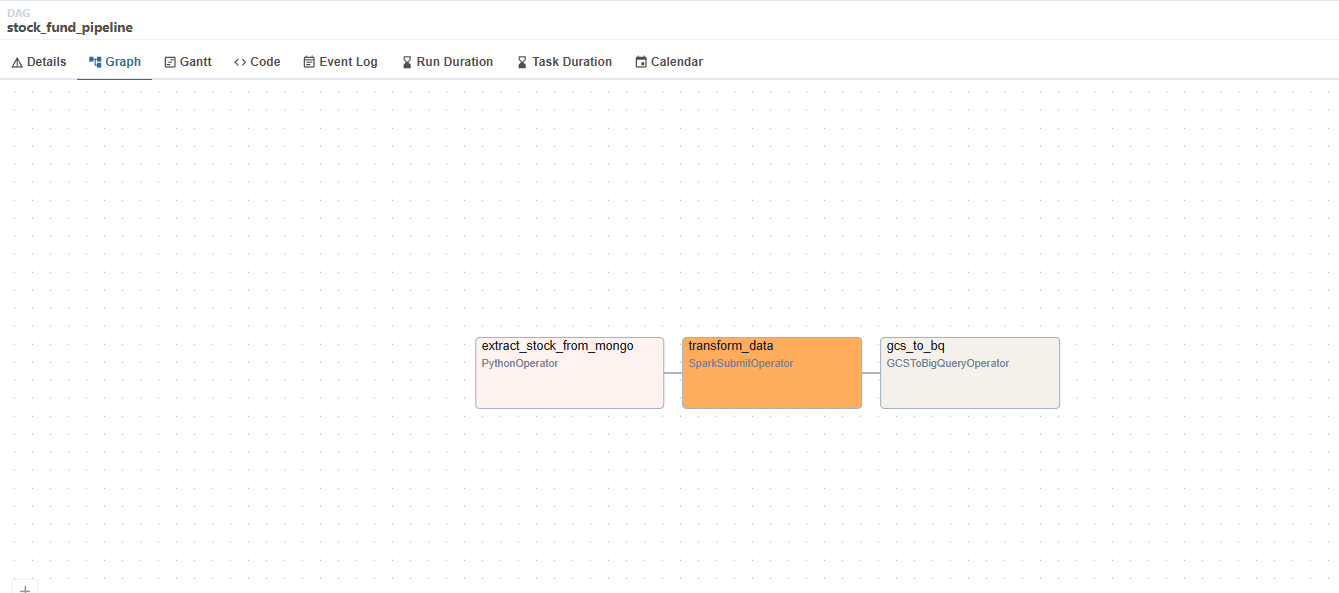 DAG
stock_fund_pipeline
Details Graph Gantt Code Event Log Run Duration Task Duration Calendar
extract_stock_from_mongo
PythonOperator
transform_data
SparkSubmitOperator
gcs_to_bq
GCSToBigQueryOperator